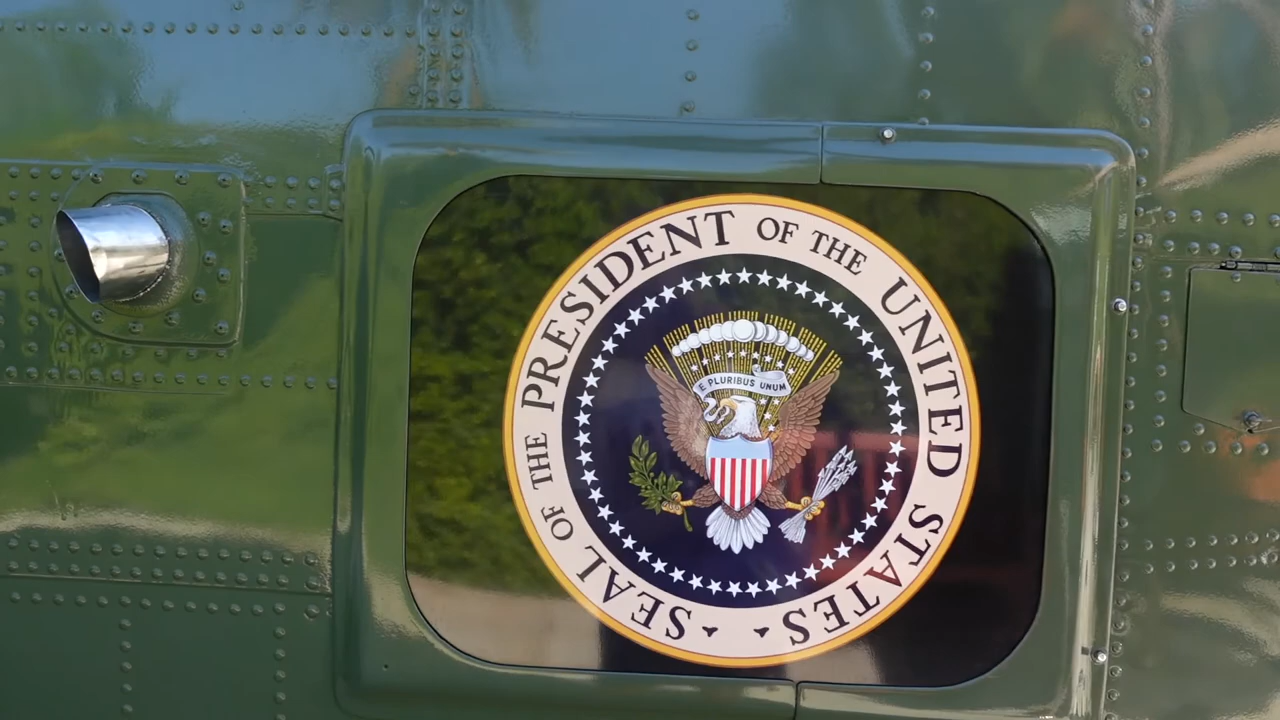 SEAL OF THE PRESIDENT OF THE UNITED STATES
E PLURIBUS UNUM